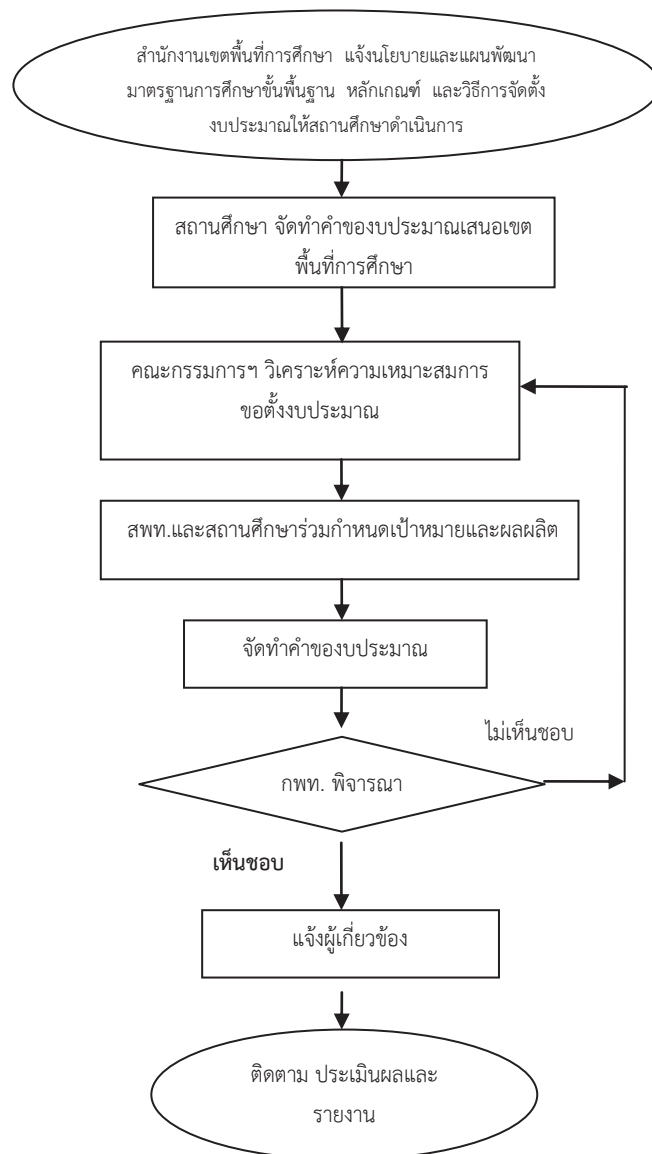 สำนักงานเขตพื้นที่การศึกษา แจ้งนโยบายและแผนพัฒนา
มาตรฐานการศึกษาขั้นพื้นฐาน หลักเกณฑ์ และวิธีการจัดตั้ง
งบประมาณให้สถานศึกษาดำเนินการ
สถานศึกษา จัดทำคำของบประมาณเสนอเขต
พื้นที่การศึกษา
คณะกรรมการฯ วิเคราะห์ความเหมาะสมการ
ขอตั้งงบประมาณ
สพท.และสถานศึกษาร่วมกำหนดเป้าหมายและผลผลิต
จัดทำคำของบประมาณ
ไม่เห็นชอบ
กพท. พิจารณา
เห็นชอบ
แจ้งผู้เกี่ยวข้อง
ติดตาม ประเมินผลและ
รายงาน